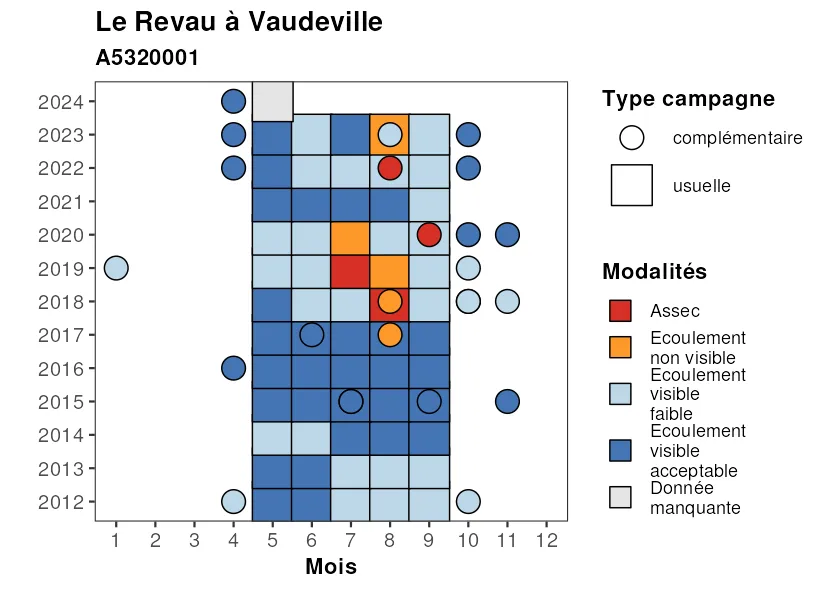 Le Revau à Vaudeville
A5320001
2024
2023
2022
2021
2020
2019
2018
2017
2016
2015
2014
2013
2012
1 2 3 4 5 6 7 8 9 10 11 12
Mois
Type campagne
complémentaire
usuelle
Modalités
Assec
Ecoulement
non visible
Ecoulement
visible
faible
Ecoulement
visible
acceptable
Donnée
manquante